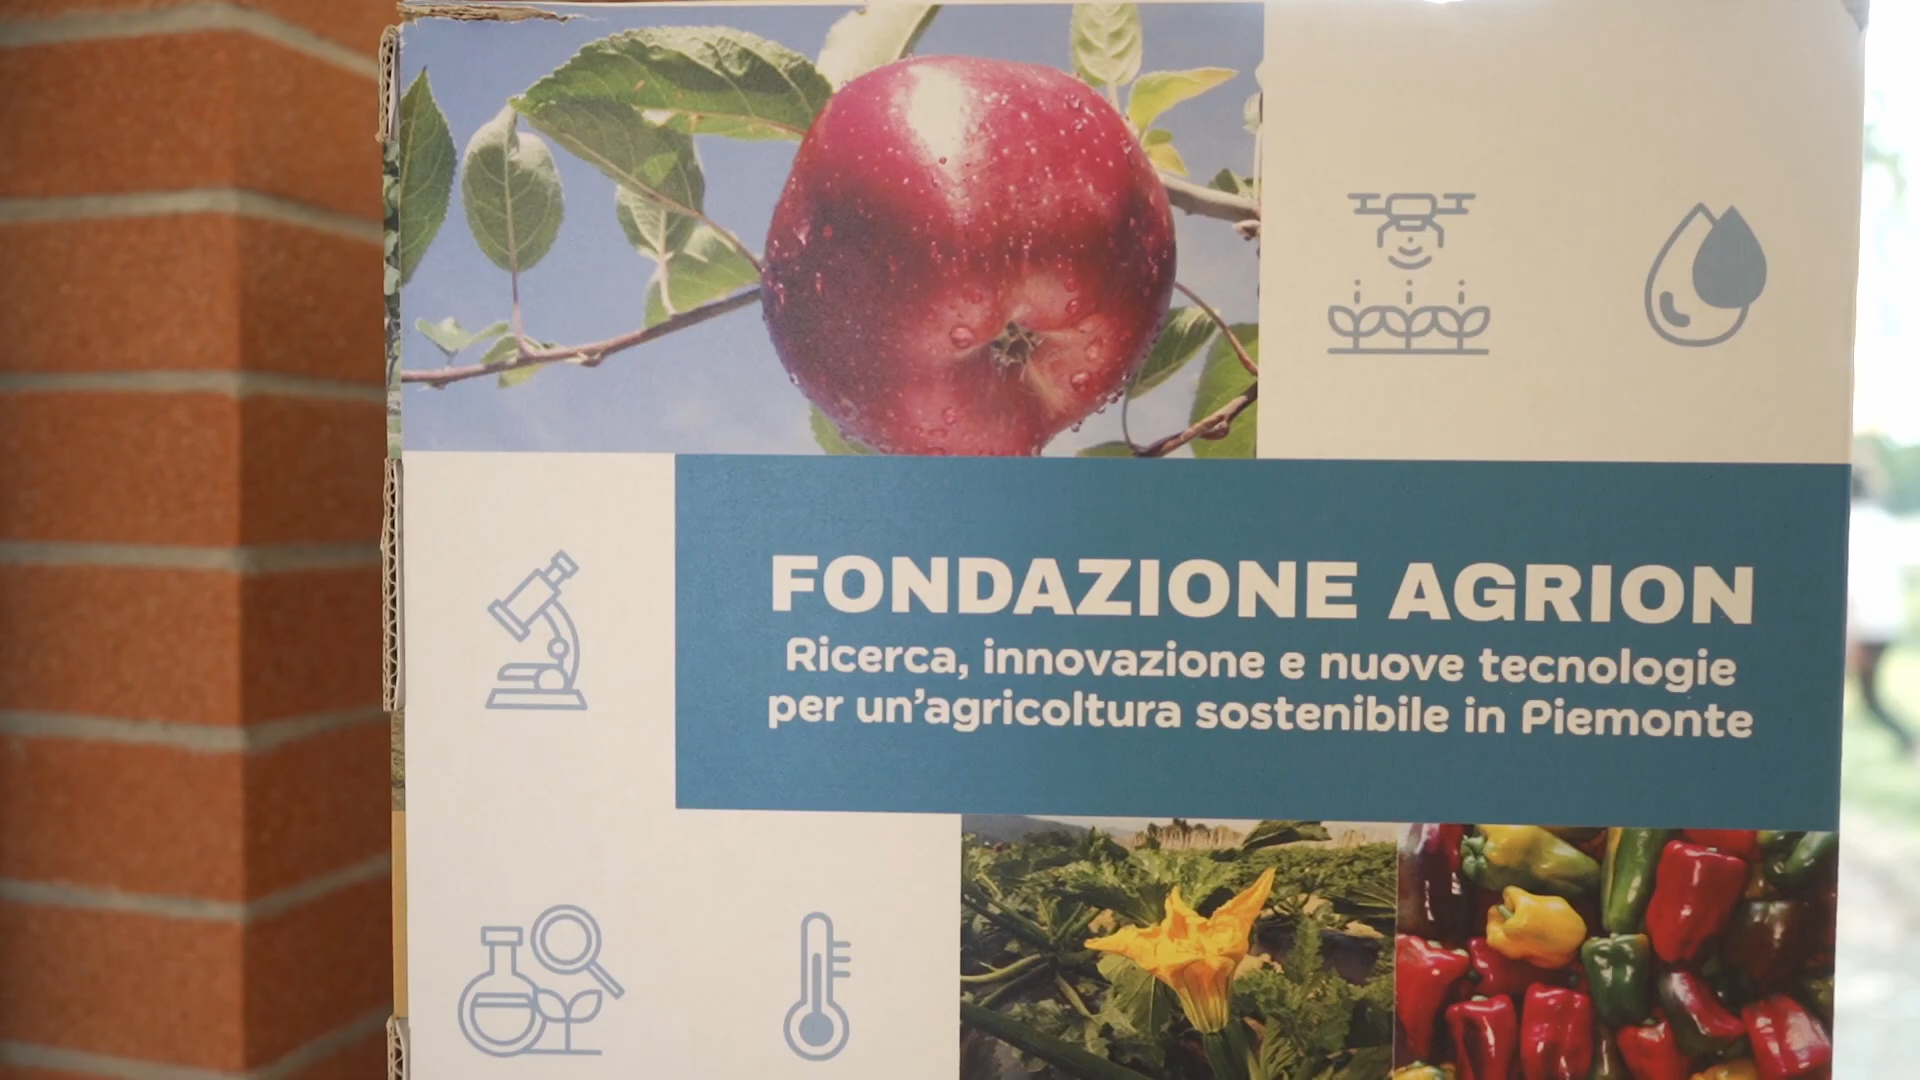 FONDAZIONE AGRION
Ricerca, innovazione e nuove tecnologie
per un'agricoltura sostenibile in Piemonte